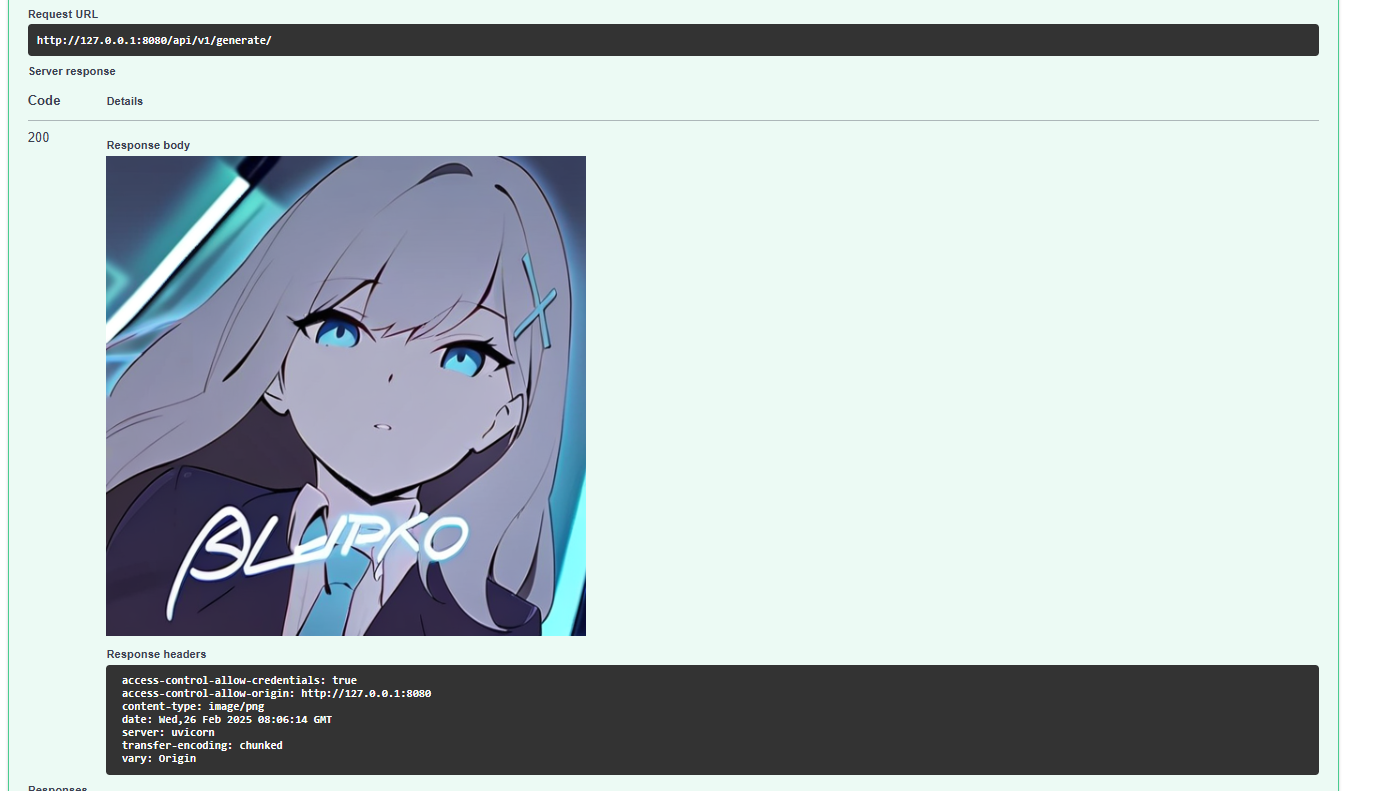 Request URL
http://127.0.0.1:8080/api/v1/generate/
Server response
Code Details
200
Response body
BLUPKO
Response headers
access-control-allow-credentials: true
access-control-allow-origin: http://127.0.0.1:8080
content-type: image/png
date: Wed,26 Feb 2025 08:06:14 GMT
server: uvicorn
transfer-encoding: chunked
vary: Origin
Responses